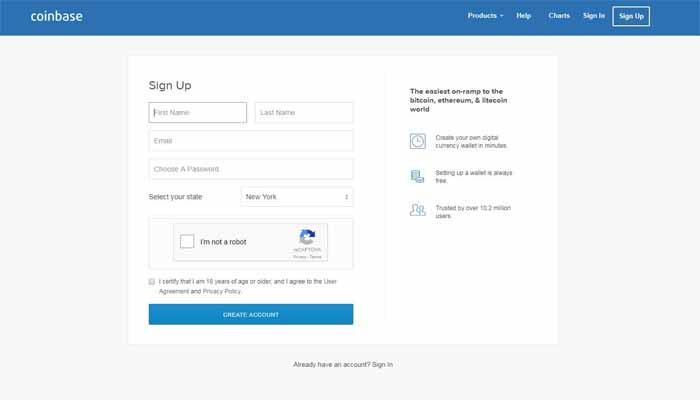 coinbase
Products Help Charts Sign In Sign Up
Sign Up
First Name Last Name
Email
Choose A Password
Select your state New York
I'm not a robot
reCAPTCHA
Privacy - Terms
I certify that I am 18 years of age or older, and I agree to the User
Agreement and Privacy Policy.
CREATE ACCOUNT
The easiest on-ramp to the
bitcoin, ethereum, & litecoin
world
Create your own digital
currency wallet in minutes.
Setting up a wallet is always
free.
Trusted by over 10.2 million
users.
Already have an account? Sign In